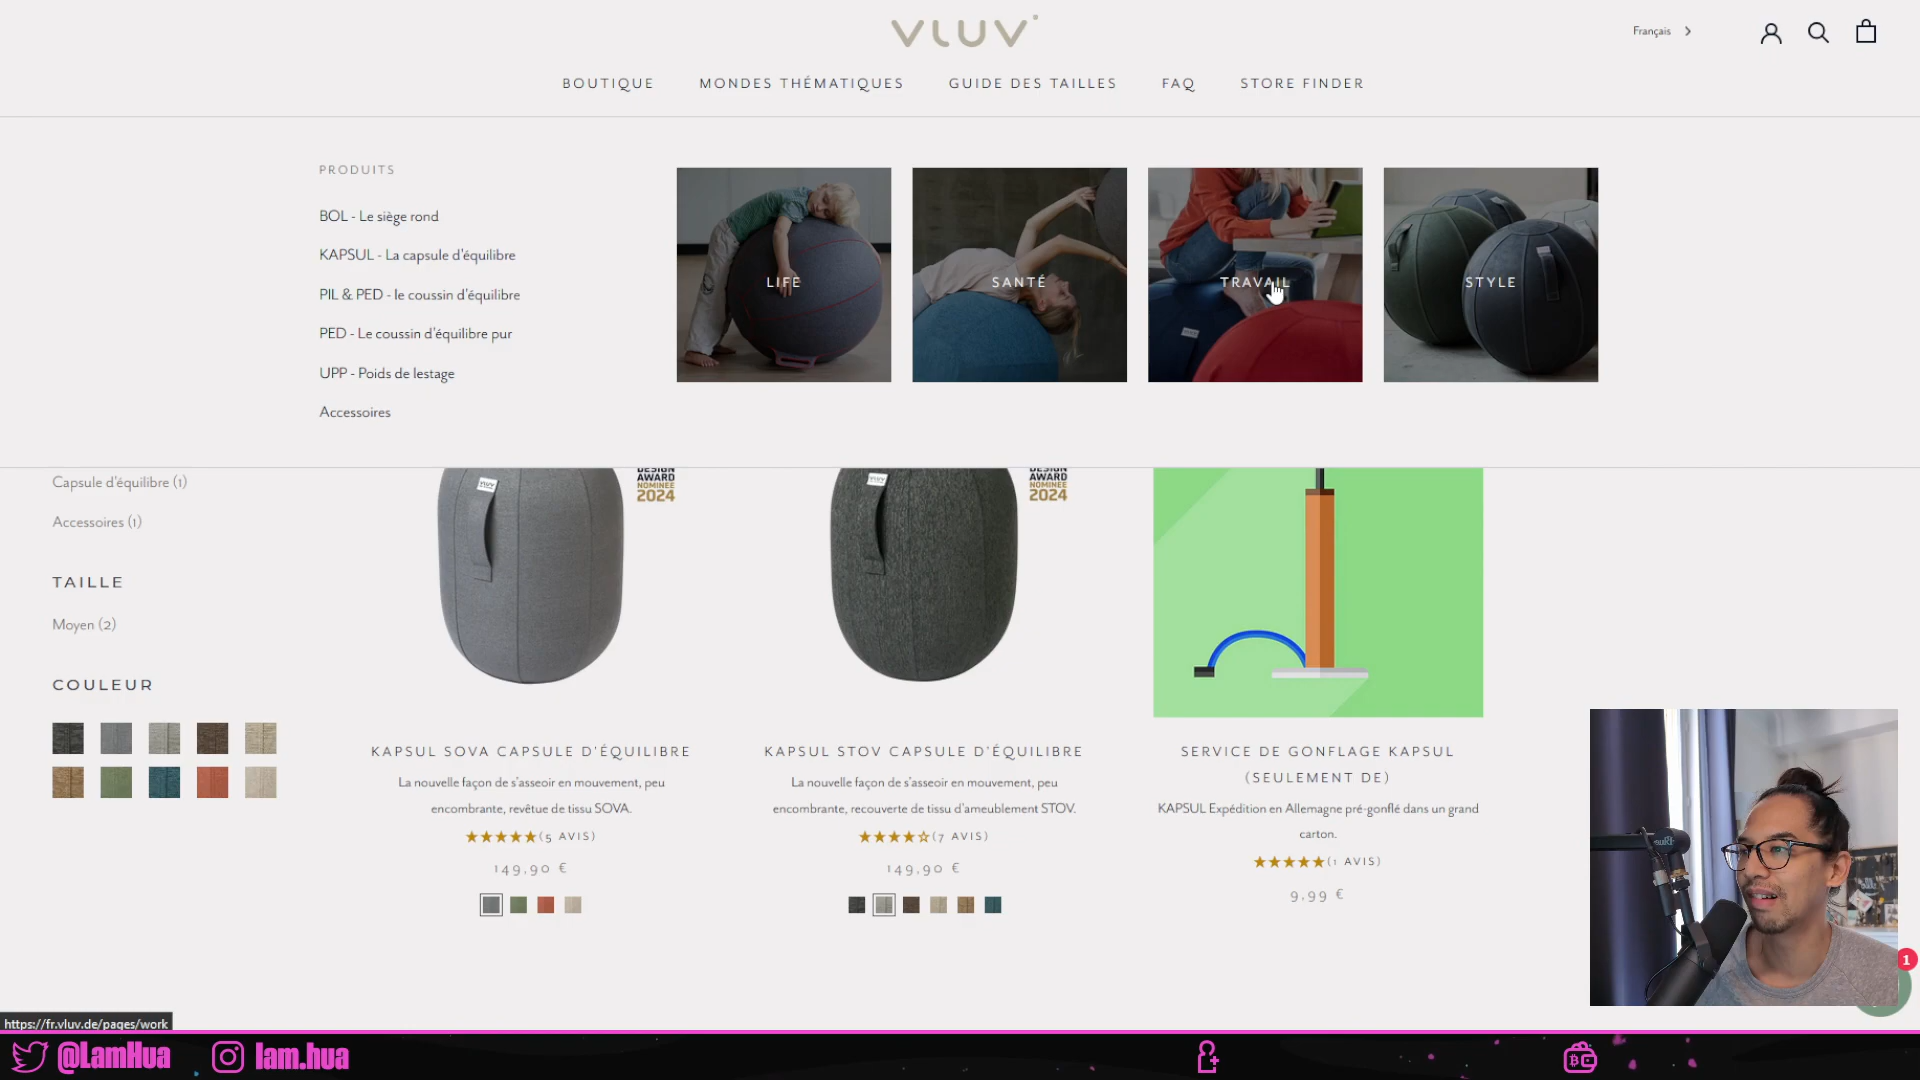 VLUV
Français
BOUTIQUE
MONDES THÉMATIQUES
GUIDE DES TAILLES
FAQ
STORE FINDER
PRODUITS
BOL - Le siège rond
KAPSUL - La capsule d'équilibre
PIL & PED - le coussin d'équilibre
PED - Le coussin d'équilibre pur
UPP - Poids de lestage
Accessoires
LIFE
SANTÉ
TRAVAIL
STYLE
Capsule d'équilibre (1)
Accessoires (1)
TAILLE
Moyen (2)
COULEUR
DESIGN
AWARD
NOMINEE
2024
DESIGN
AWARD
NOMINEE
2024
KAPSUL SOVA CAPSULE D'ÉQUILIBRE
La nouvelle façon de s'asseoir en mouvement, peu
encombrante, revêtue de tissu SOVA.
★★★★★(5 AVIS)
149,90 €
KAPSUL STOV CAPSULE D'ÉQUILIBRE
La nouvelle façon de s'asseoir en mouvement, peu
encombrante, recouverte de tissu d'ameublement STOV.
★★★★☆(7 AVIS)
149,90 €
SERVICE DE GONFLAGE KAPSUL
(SEULEMENT DE)
KAPSUL Expédition en Allemagne pré-gonflé dans un grand
carton.
★★★★★(1 AVIS)
9,99 €
Blue
1
https://fr.vluv.de/pages/work
@LamHua
lam.hua